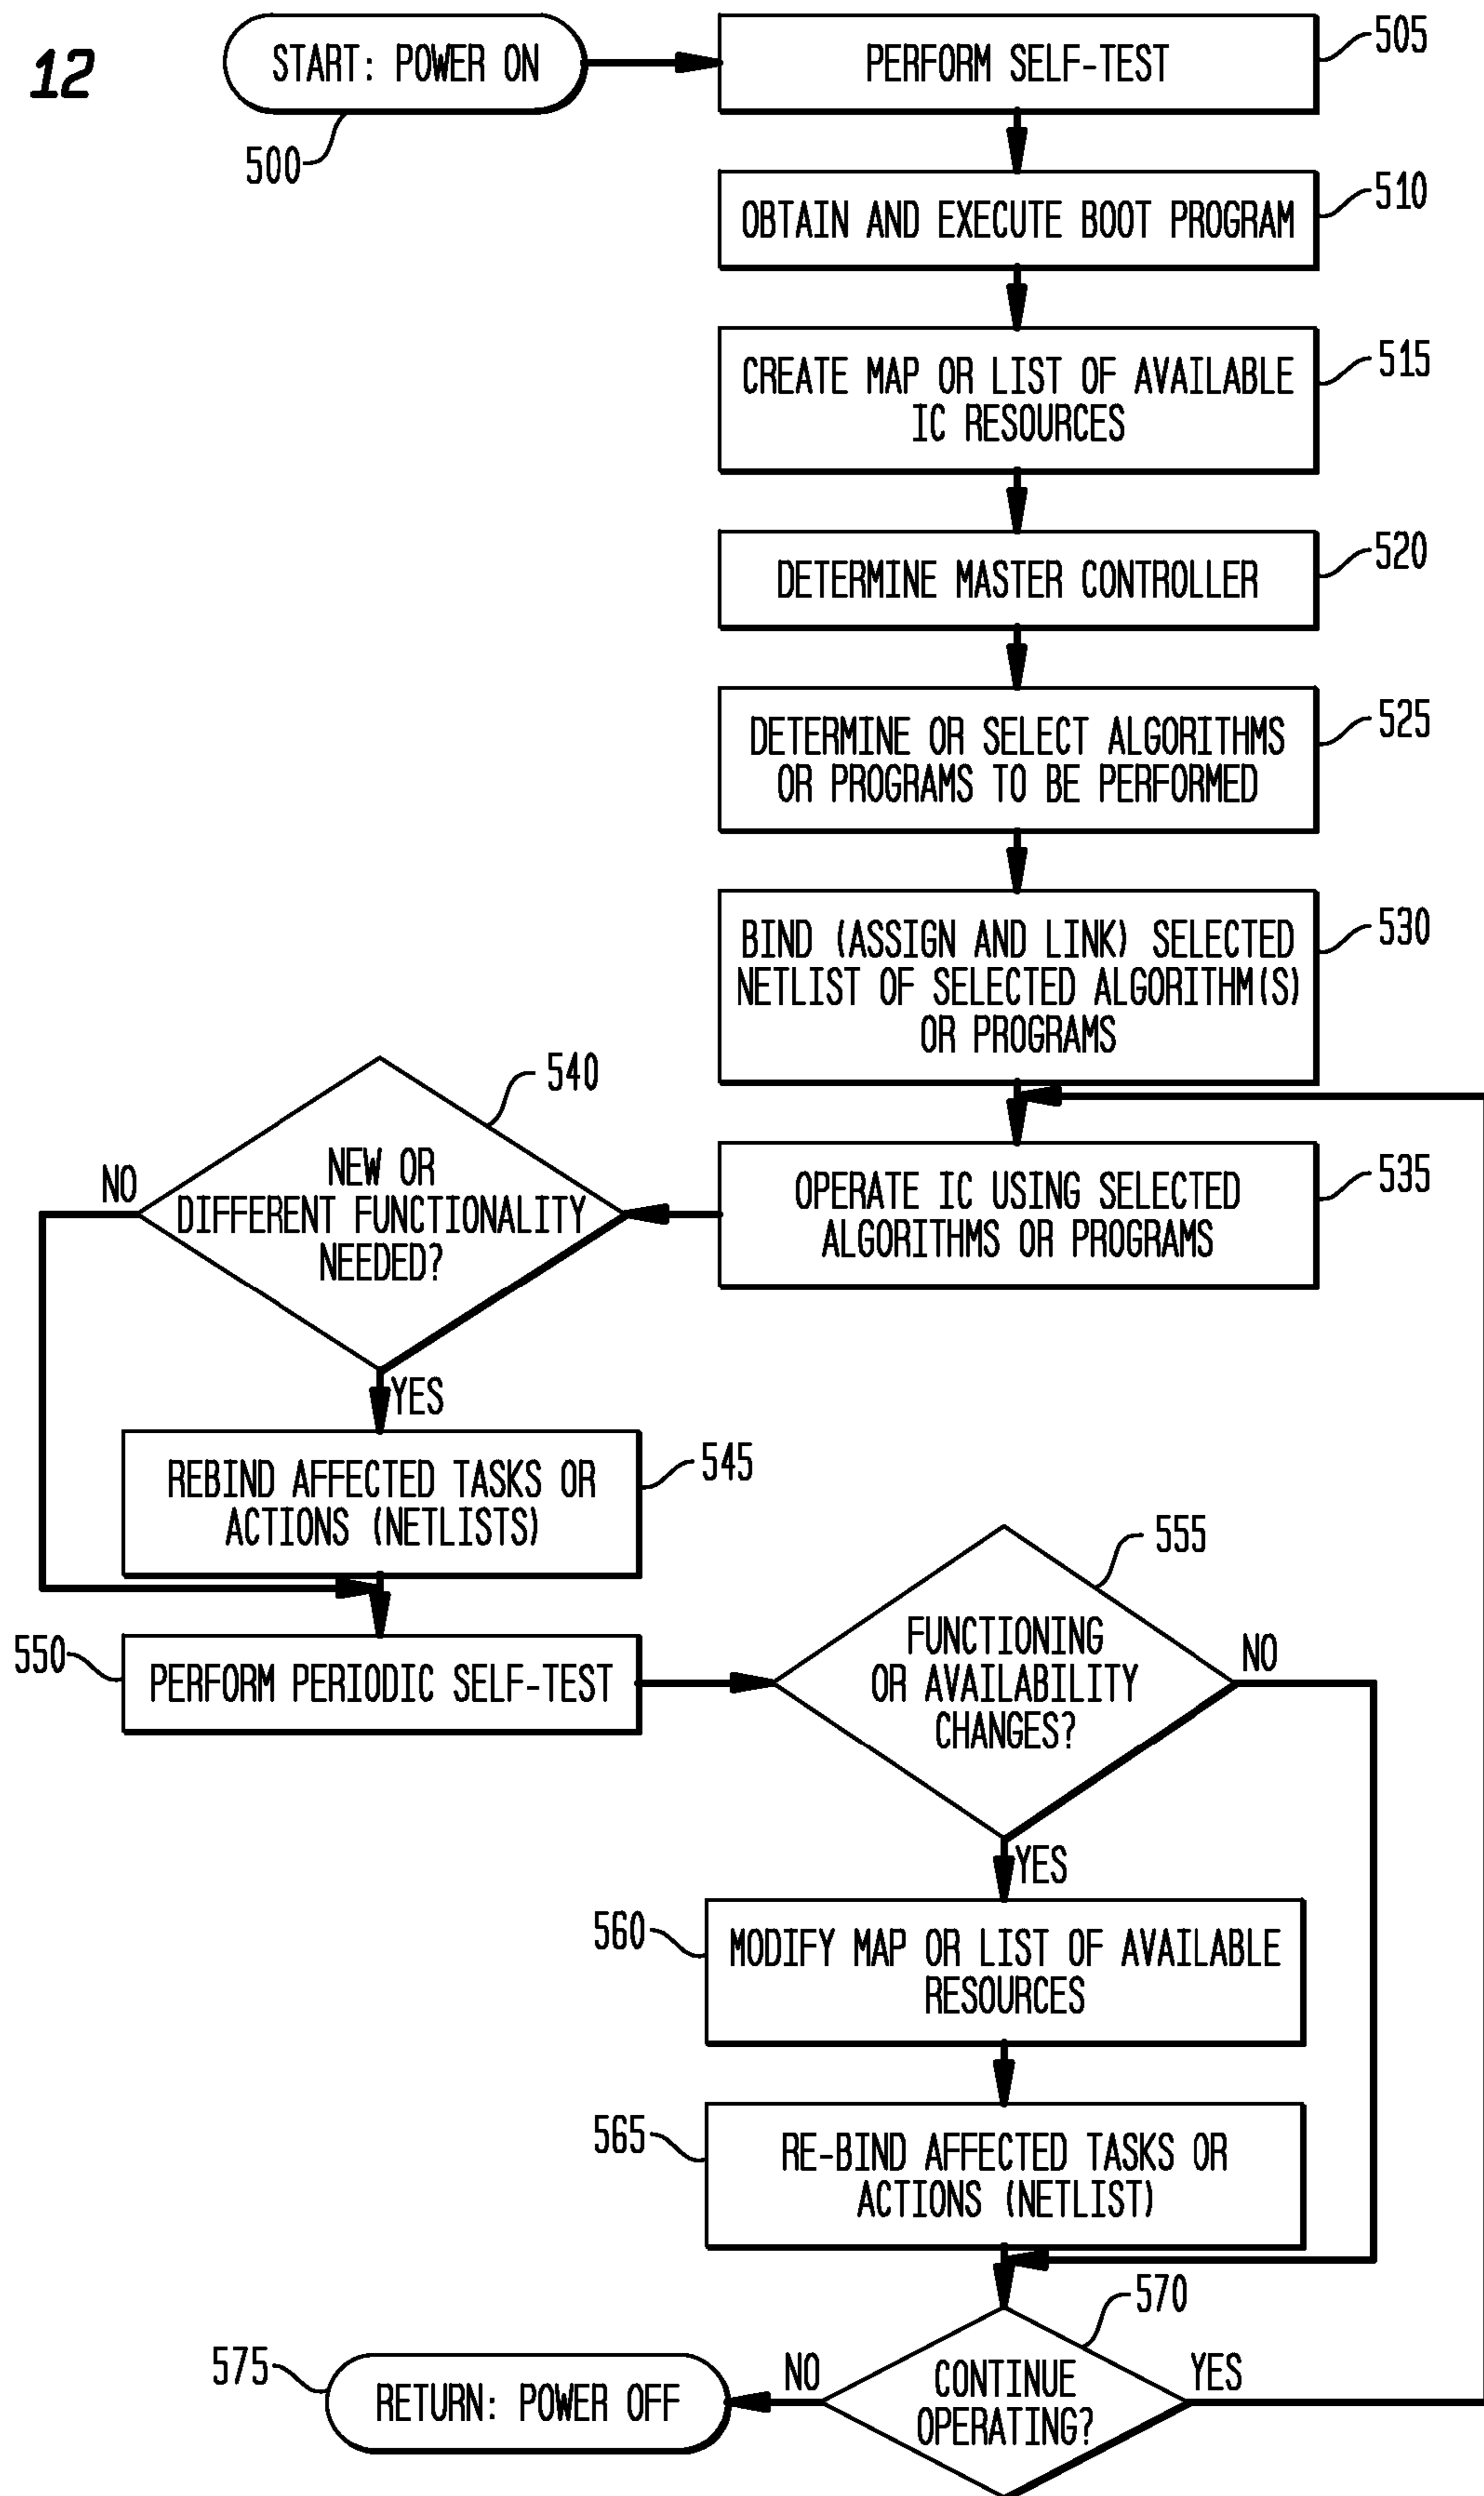 12
START: POWER ON
500
PERFORM SELF-TEST
505
OBTAIN AND EXECUTE BOOT PROGRAM
510
CREATE MAP OR LIST OF AVAILABLE
IC RESOURCES
515
DETERMINE MASTER CONTROLLER
520
DETERMINE OR SELECT ALGORITHMS
OR PROGRAMS TO BE PERFORMED
525
BIND (ASSIGN AND LINK) SELECTED
NETLIST OF SELECTED ALGORITHM(S)
OR PROGRAMS
530
OPERATE IC USING SELECTED
ALGORITHMS OR PROGRAMS
535
540
NEW OR
DIFFERENT FUNCTIONALITY
NEEDED?
NO
YES
REBIND AFFECTED TASKS OR
ACTIONS (NETLISTS)
545
550
PERFORM PERIODIC SELF-TEST
555
FUNCTIONING
OR AVAILABILITY
CHANGES?
NO
YES
560
MODIFY MAP OR LIST OF AVAILABLE
RESOURCES
565
RE-BIND AFFECTED TASKS OR
ACTIONS (NETLIST)
570
CONTINUE
OPERATING?
NO
YES
575
RETURN: POWER OFF